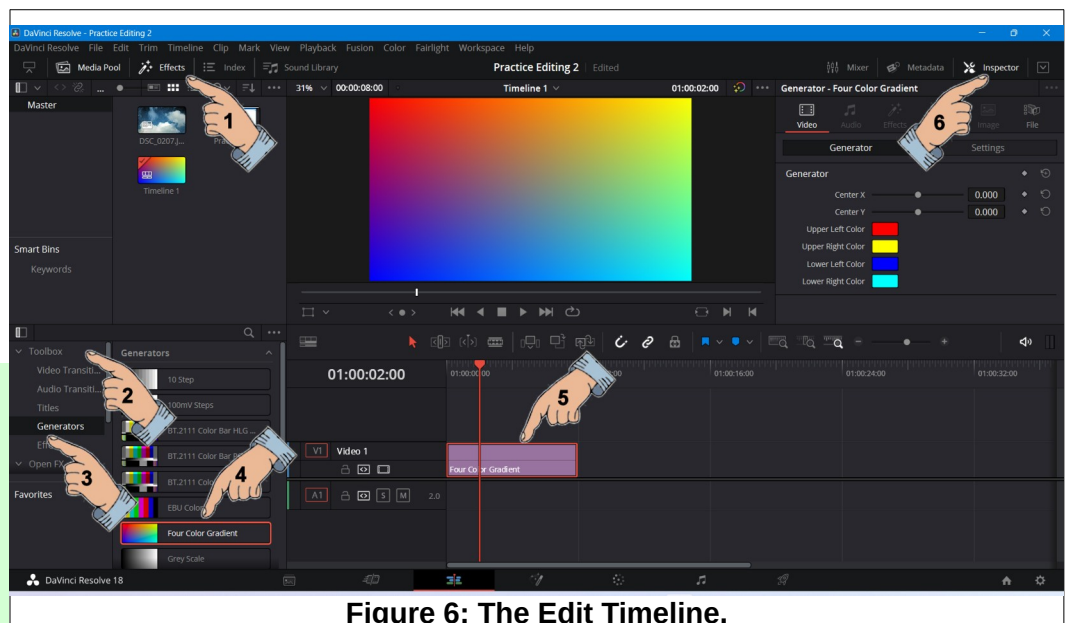 DaVinci Resolve - Practice Editing 2
DaVinci Resolve File Edit Trim Timeline Clip Mark View Playback Fusion Color Fairlight Workspace Help
Media Pool Effects Index Sound Library Practice Editing 2 Edited Mixer Metadata Inspector
31% 00:00:08:00 Timeline 1 01:00:02:00 Generator - Four Color Gradient
Master
1
6
DSC_0207.j...
Timeline 1
Video Audio Effects Image File
Generator Settings
Generator
Center X 0.000
Center Y 0.000
Upper Left Color
Upper Right Color
Lower Left Color
Lower Right Color
Smart Bins
Keywords
Toolbox
Generators
Video Transiti...
Audio Transiti...
Titles
Generators
Open FX
Favorites
2
3
4
5
10 Step
100mV Steps
BT.2111 Color Bar HLG ...
BT.2111 Color Bar
BT.2111
EBU Color
Four Color Gradient
Grey Scale
01:00:02:00
01:00:00:00 01:00:16:00 01:00:24:00 01:00:32:00
V1 Video 1
Four Color Gradient
A1 S M 2.0
DaVinci Resolve 18
Figure 6: The Edit Timeline.